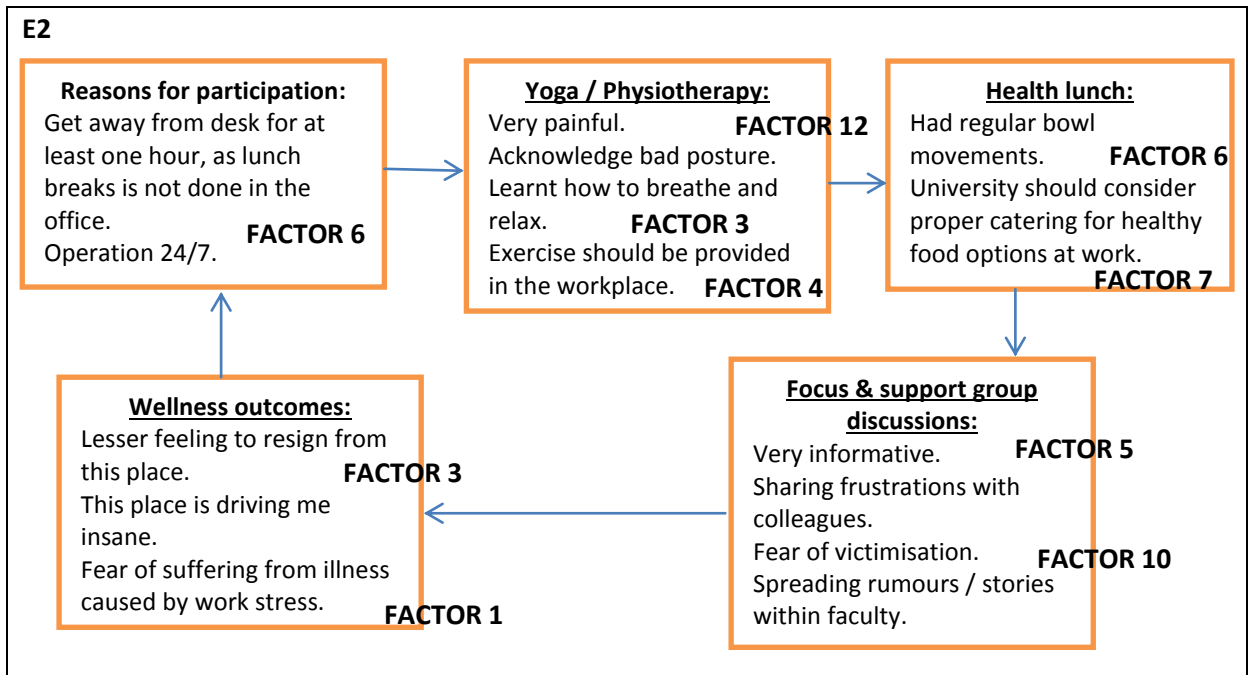 E2
Reasons for participation:
Get away from desk for at
least one hour, as lunch
breaks is not done in the
office.
FACTOR 6
Operation 24/7.
Yoga / Physiotherapy:
Very painful.
FACTOR 12
Acknowledge bad posture.
Learnt how to breathe and
relax.
FACTOR 3
Exercise should be provided
in the workplace.
FACTOR 4
Health lunch:
Had regular bowl
movements.
FACTOR 6
University should consider
proper catering for healthy
food options at work.
FACTOR 7
Focus & support group
discussions:
FACTOR 5
Very informative.
Sharing frustrations with
colleagues.
Fear of victimisation.
FACTOR 10
Spreading rumours / stories
within faculty.
Wellness outcomes:
Lesser feeling to resign from
this place.
FACTOR 3
This place is driving me
insane.
Fear of suffering from illness
caused by work stress.
FACTOR 1